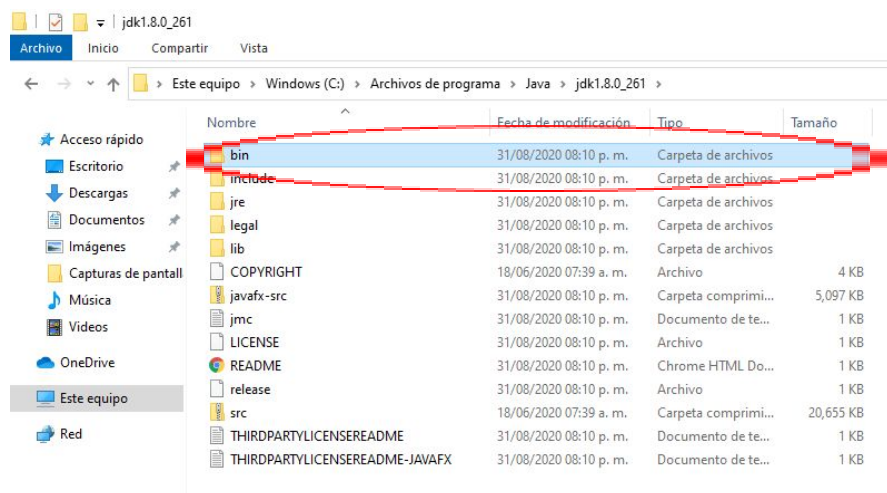 jdk1.8.0_261
Archivo Inicio Compartir Vista
Este equipo > Windows (C:) > Archivos de programa > Java > jdk1.8.0_261 >
Nombre Fecha de modificación Tipo Tamaño
Acceso rápido
Escritorio
Descargas
Documentos
Imágenes
Capturas de pantall
Música
Videos
OneDrive
Este equipo
Red
bin 31/08/2020 08:10 p. m. Carpeta de archivos
include 31/08/2020 08:10 p. m. Carpeta de archivos
jre 31/08/2020 08:10 p. m. Carpeta de archivos
legal 31/08/2020 08:10 p. m. Carpeta de archivos
lib 31/08/2020 08:10 p. m. Carpeta de archivos
COPYRIGHT 18/06/2020 07:39 a. m. Archivo 4 KB
javafx-src 31/08/2020 08:10 p. m. Carpeta comprimi... 5,097 KB
jmc 31/08/2020 08:10 p. m. Documento de te... 1 KB
LICENSE 31/08/2020 08:10 p. m. Archivo 1 KB
README 31/08/2020 08:10 p. m. Chrome HTML Do... 1 KB
release 31/08/2020 08:10 p. m. Archivo 1 KB
src 18/06/2020 07:39 a. m. Carpeta comprimi... 20,655 KB
THIRDPARTYLICENSEREADME 31/08/2020 08:10 p. m. Documento de te... 1 KB
THIRDPARTYLICENSEREADME-JAVAFX 31/08/2020 08:10 p. m. Documento de te... 1 KB